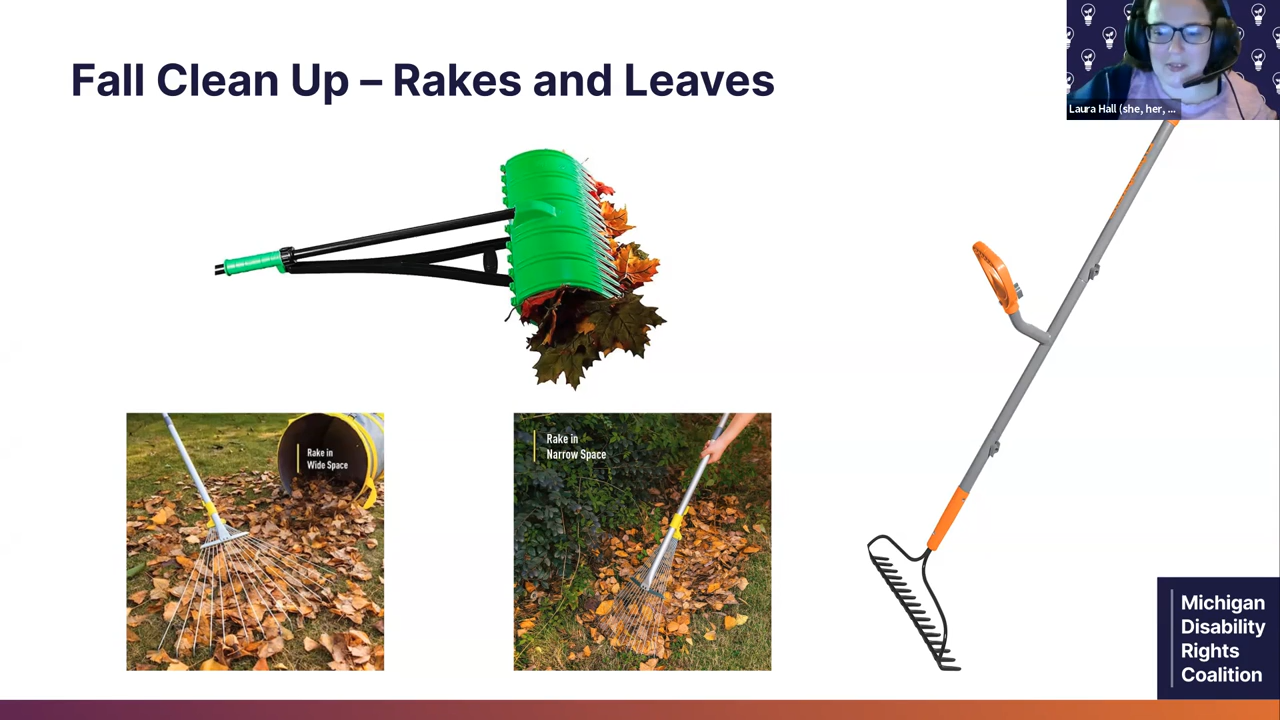 Fall Clean Up – Rakes and Leaves
Laura Hall (she, her, ...
Rake in
Wide Space
Rake in
Narrow Space
Michigan
Disability
Rights
Coalition